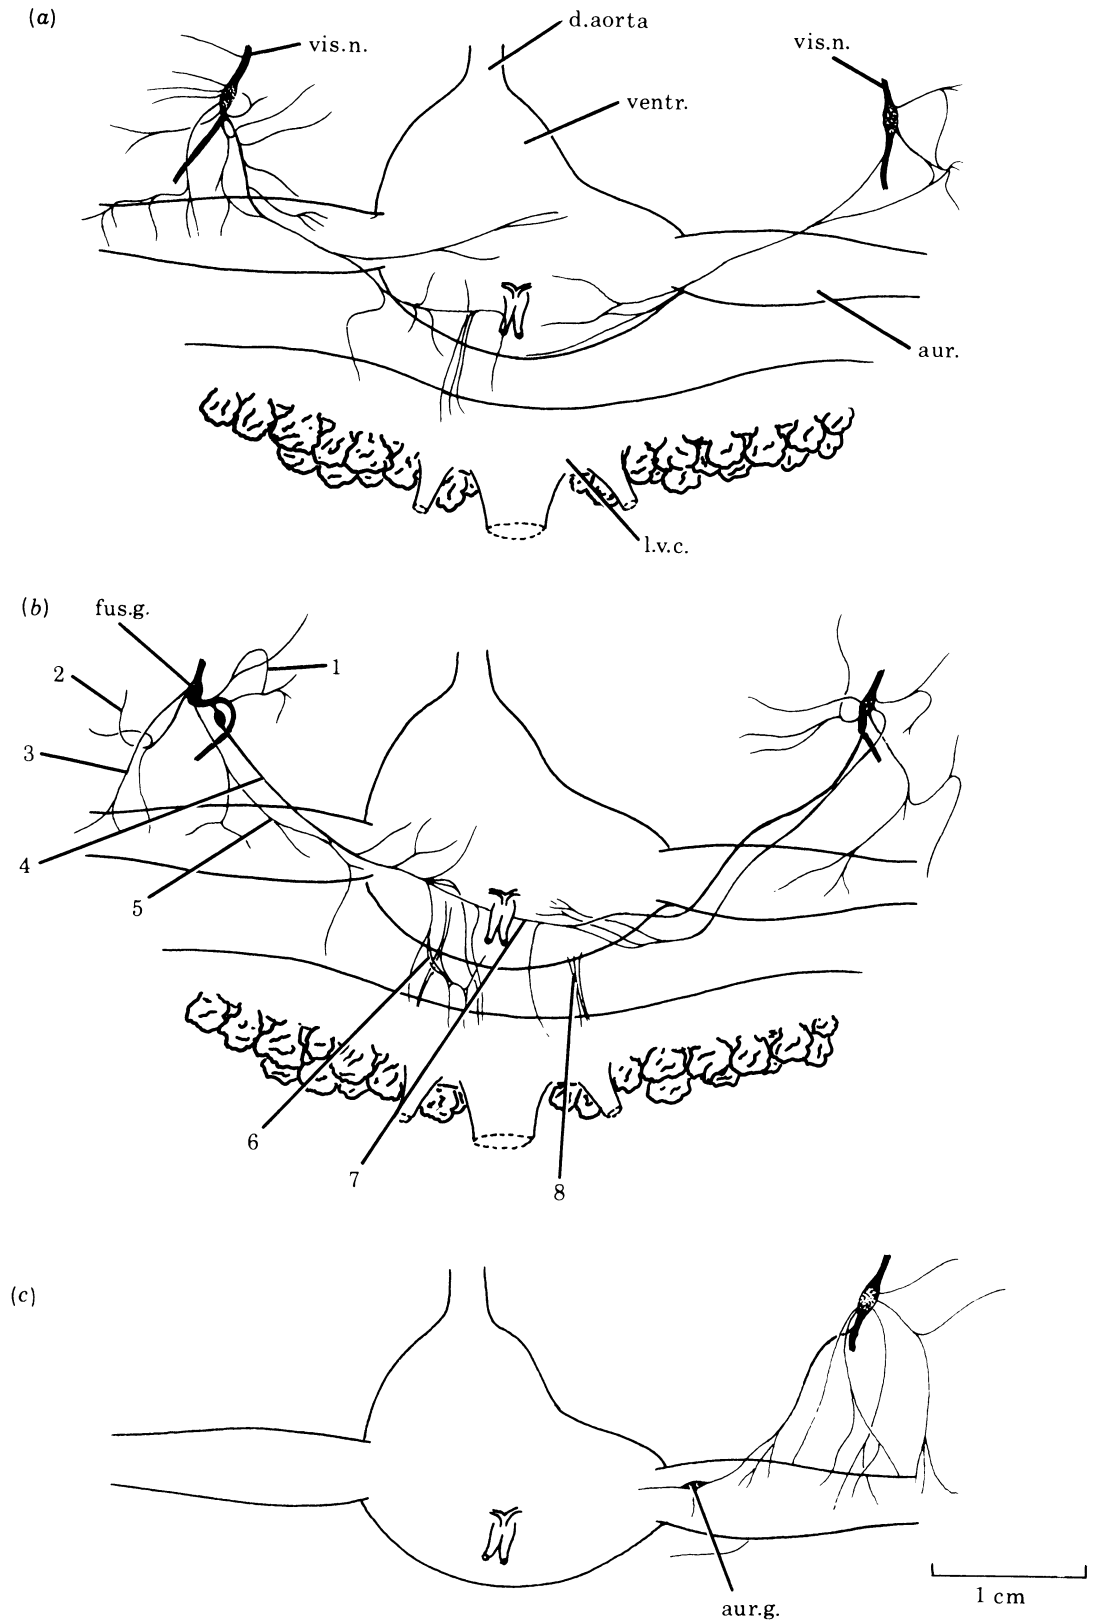 (a)
d.aorta
vis.n.
vis.n.
ventr.
aur.
l.v.c.
(b)
fus.g.
1
2
3
4
5
6
7
8
(c)
1 cm
aur.g.